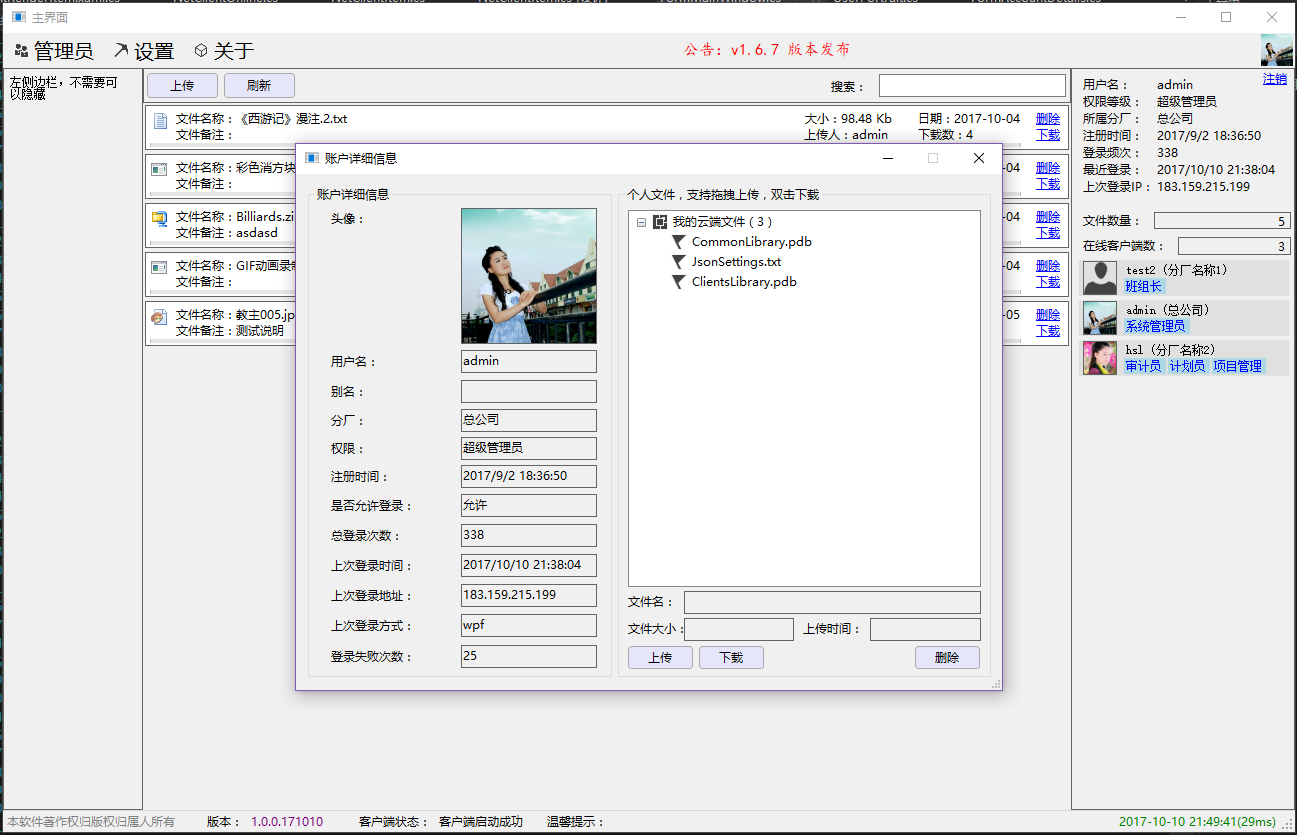 主界面
管理员 设置 关于
公告：v1.6.7 版本发布
左侧边栏，不需要可
以隐藏
上传 刷新 搜索：
文件名称：《西游记》漫注.2.txt 大小：98.48 Kb 日期：2017-10-04 删除
文件备注： 上传人：admin 下载数：4 下载
文件名称：彩色消方块 -04 删除
文件备注： 下载
文件名称：Billiards.zi -04 删除
文件备注：asdasd 下载
文件名称：GIF动画录制 -04 删除
文件备注： 下载
文件名称：教主005.jp -05 删除
文件备注：测试说明 下载
账户详细信息
账户详细信息
头像：
用户名： admin
别名：
分厂： 总公司
权限： 超级管理员
注册时间： 2017/9/2 18:36:50
是否允许登录： 允许
总登录次数： 338
上次登录时间： 2017/10/10 21:38:04
上次登录地址： 183.159.215.199
上次登录方式： wpf
登录失败次数： 25
个人文件，支持拖拽上传，双击下载
我的云端文件（3）
CommonLibrary.pdb
JsonSettings.txt
ClientsLibrary.pdb
文件名：
文件大小： 上传时间：
上传 下载 删除
注销
用户名： admin
权限等级： 超级管理员
所属分厂： 总公司
注册时间： 2017/9/2 18:36:50
登录频次： 338
最近登录： 2017/10/10 21:38:04
上次登录IP：183.159.215.199
文件数量： 5
在线客户端数： 3
test2（分厂名称1）
班组长
admin（总公司）
系统管理员
hsl（分厂名称2）
审计员 计划员 项目管理
本软件著作权归版权归属人所有 版本： 1.0.0.171010 客户端状态： 客户端启动成功 温馨提示： 2017-10-10 21:49:41(29ms)